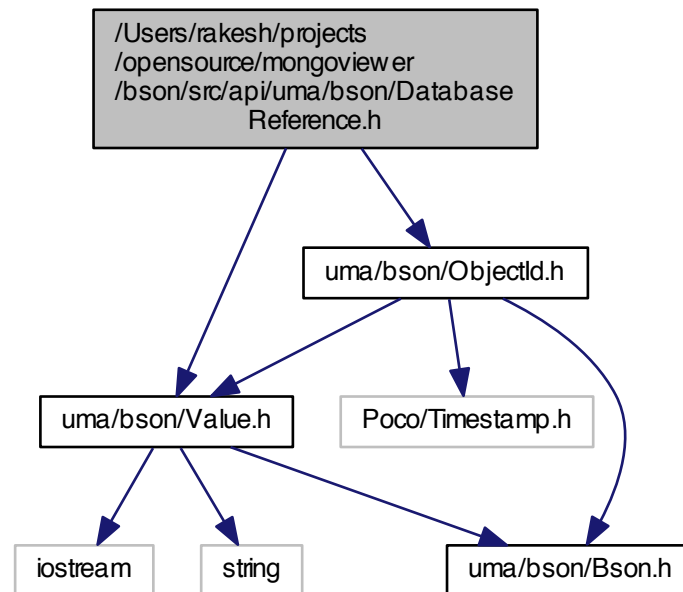 /Users/rakesh/projects
/opensource/mongoviewer
/bson/src/api/uma/bson/Database
Reference.h
uma/bson/ObjectId.h
uma/bson/Value.h
Poco/Timestamp.h
iostream
string
uma/bson/Bson.h